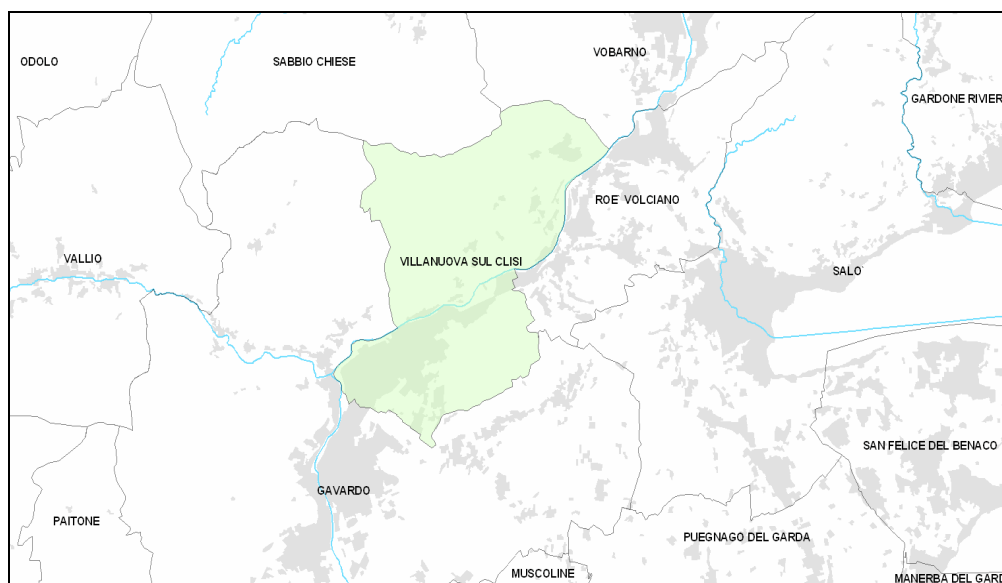 ODOLO
SABBIO CHIESE
VOBARNO
GARDONE RIVIER
ROE VOLCIANO
VALLIO
VILLANUOVA SUL CLISI
SALO'
SAN FELICE DEL BENACO
GAVARDO
PAITONE
PUEGNAGO DEL GARDA
MUSCOLINE
MANERBA DEL GARD